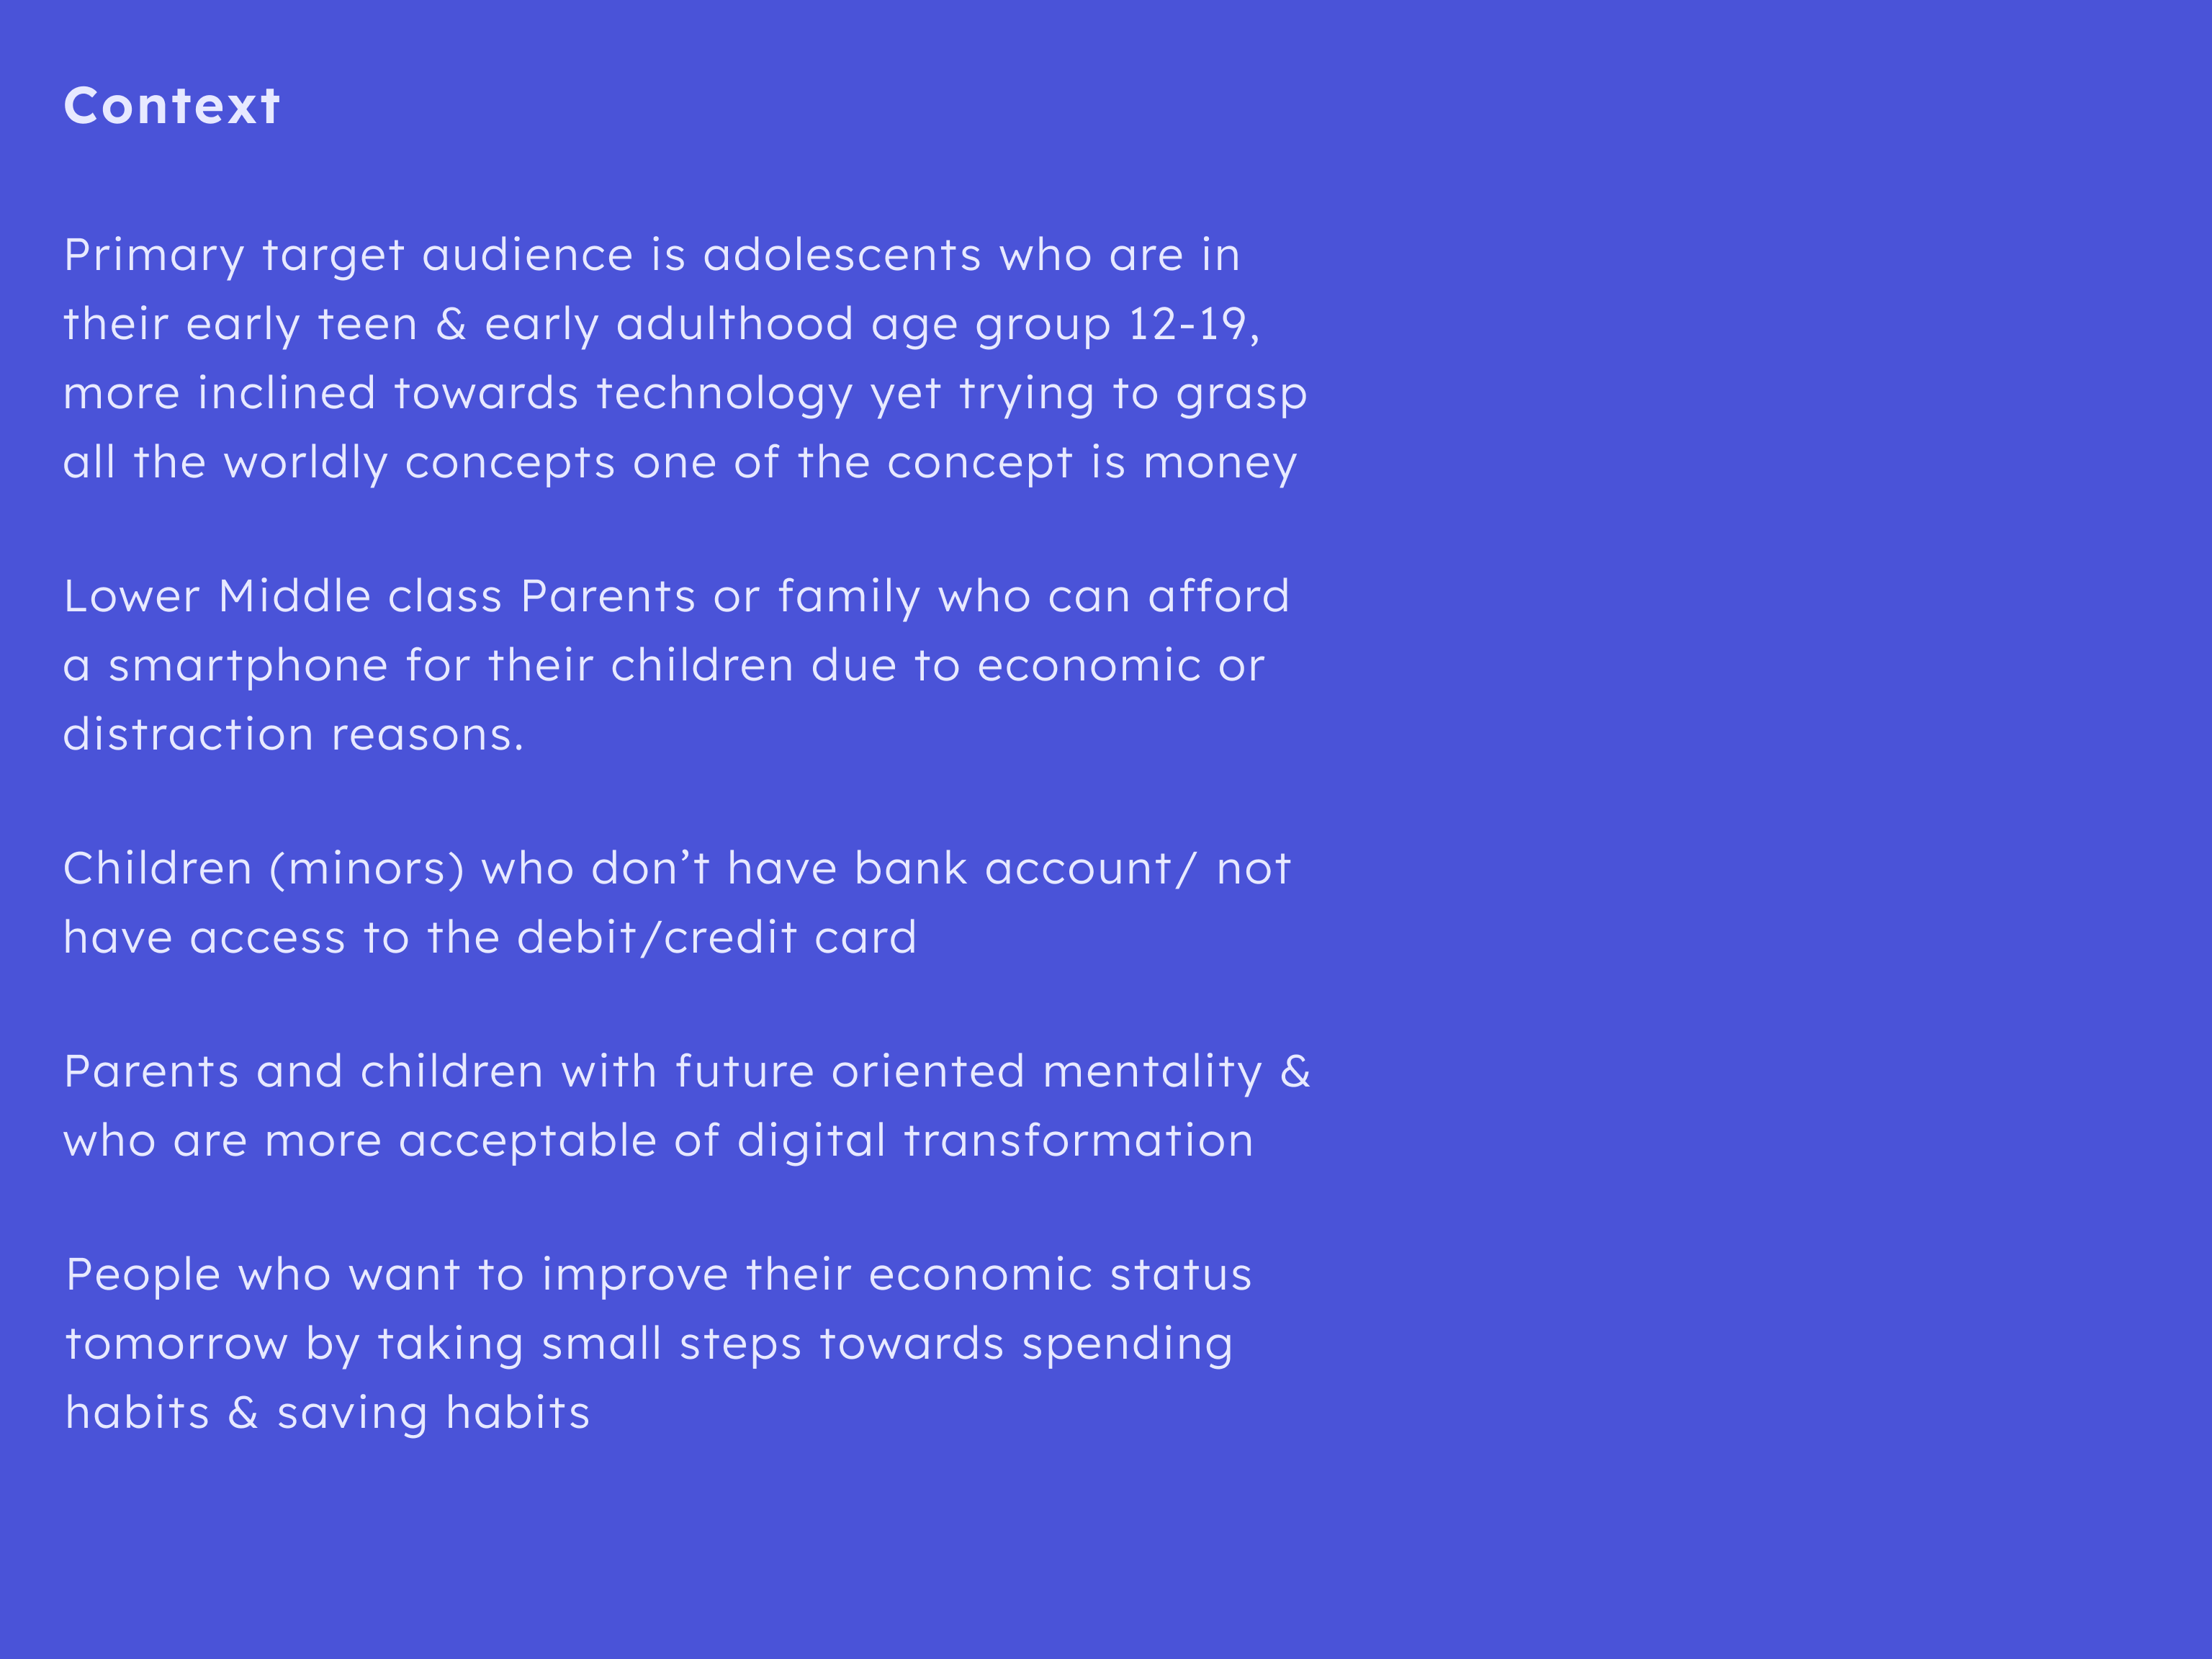 Context
Primary target audience is adolescents who are in
their early teen & early adulthood age group 12-19,
more inclined towards technology yet trying to grasp
all the worldly concepts one of the concept is money
Lower Middle class Parents or family who can afford
a smartphone for their children due to economic or
distraction reasons.
Children (minors) who don’t have bank account/ not
have access to the debit/credit card
Parents and children with future oriented mentality &
who are more acceptable of digital transformation
People who want to improve their economic status
tomorrow by taking small steps towards spending
habits & saving habits